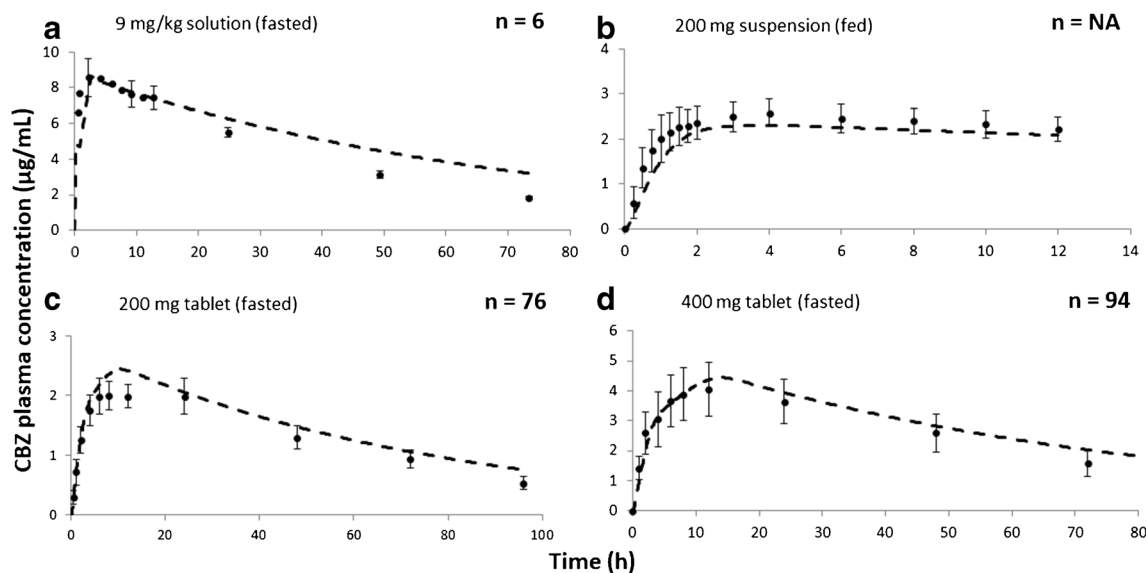 a 9 mg/kg solution (fasted) n = 6
10
8
6
4
2
0
0 10 20 30 40 50 60 70 80
b 200 mg suspension (fed) n = NA
4
3
2
1
0
0 2 4 6 8 10 12 14
CBZ plasma concentration (µg/mL)
c 200 mg tablet (fasted) n = 76
3
2
1
0
0 20 40 60 80 100
d 400 mg tablet (fasted) n = 94
6
5
4
3
2
1
0
0 10 20 30 40 50 60 70 80
Time (h)